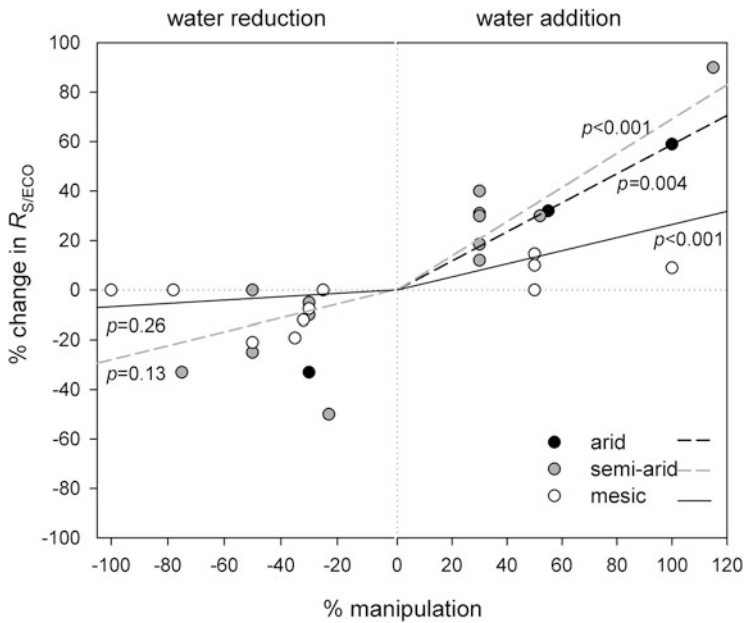 water reduction
water addition
100
80
60
40
20
0
-20
-40
-60
-80
-100
% change in R_S/ECO
p<0.001
p=0.004
p<0.001
p=0.26
p=0.13
arid
semi-arid
mesic
-100 -80 -60 -40 -20 0 20 40 60 80 100 120
% manipulation